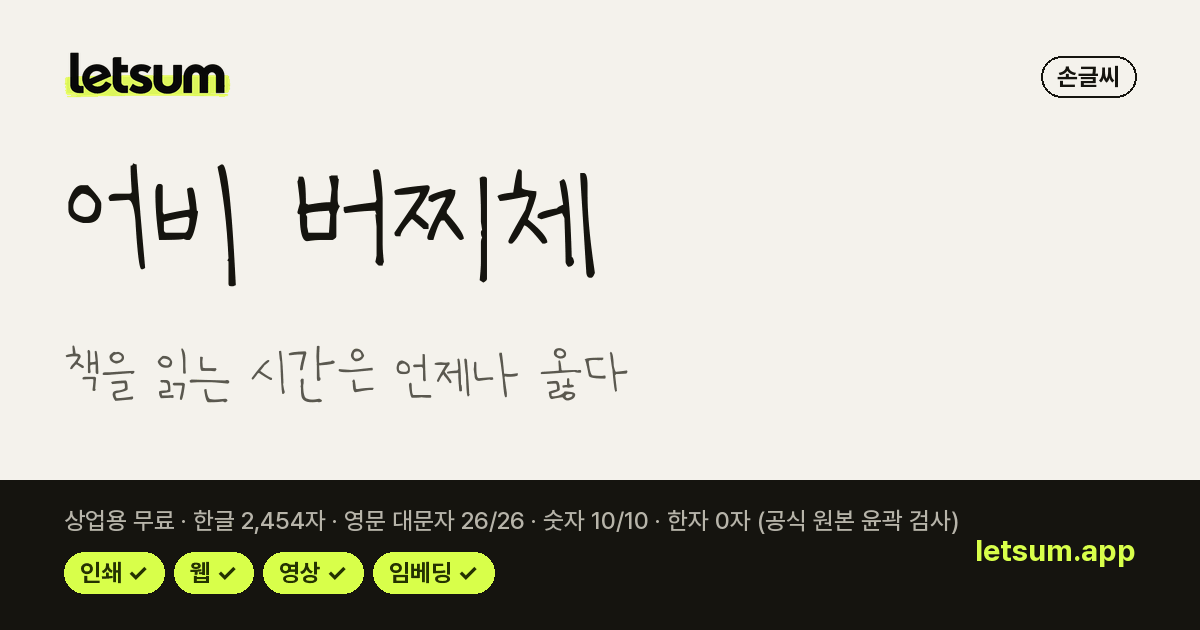 letsum
손글씨
어비 버찌체
책을 읽는 시간은 언제나 옳다
상업용 무료 · 한글 2,454자 · 영문 대문자 26/26 · 숫자 10/10 · 한자 0자 (공식 원본 윤곽 검사)
인쇄 ✓ 웹 ✓ 영상 ✓ 임베딩 ✓
letsum.app